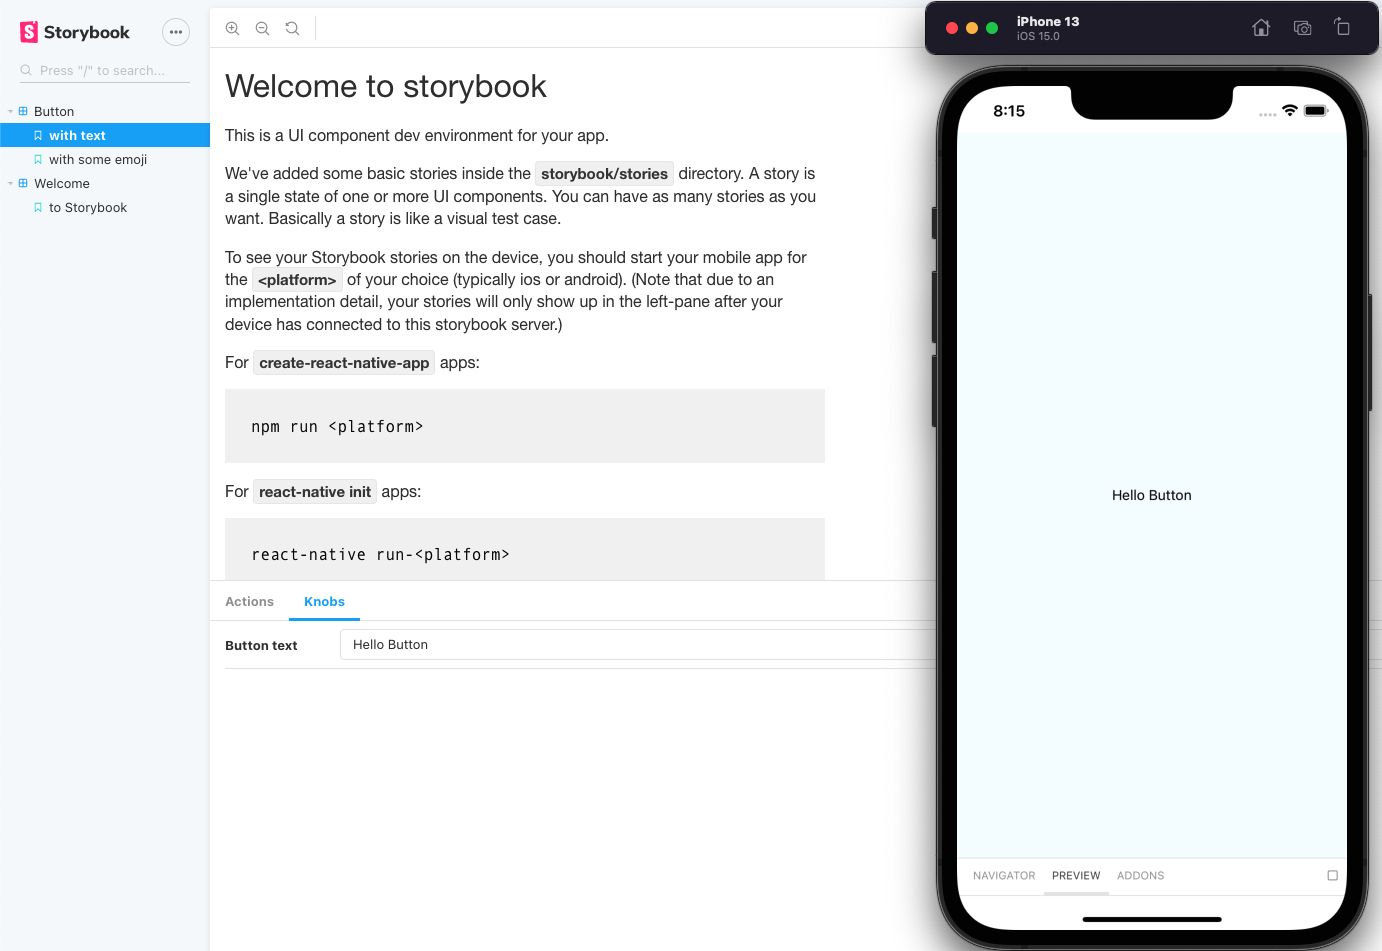 Storybook
Press "/" to search...
Button
with text
with some emoji
Welcome
to Storybook
Welcome to storybook
This is a UI component dev environment for your app.
We've added some basic stories inside the storybook/stories directory. A story is
a single state of one or more UI components. You can have as many stories as you
want. Basically a story is like a visual test case.
To see your Storybook stories on the device, you should start your mobile app for
the <platform> of your choice (typically ios or android). (Note that due to an
implementation detail, your stories will only show up in the left-pane after your
device has connected to this storybook server.)
For create-react-native-app apps:
npm run <platform>
For react-native init apps:
react-native run-<platform>
Actions
Knobs
Button text
Hello Button
iPhone 13
iOS 15.0
8:15
Hello Button
NAVIGATOR
PREVIEW
ADDONS